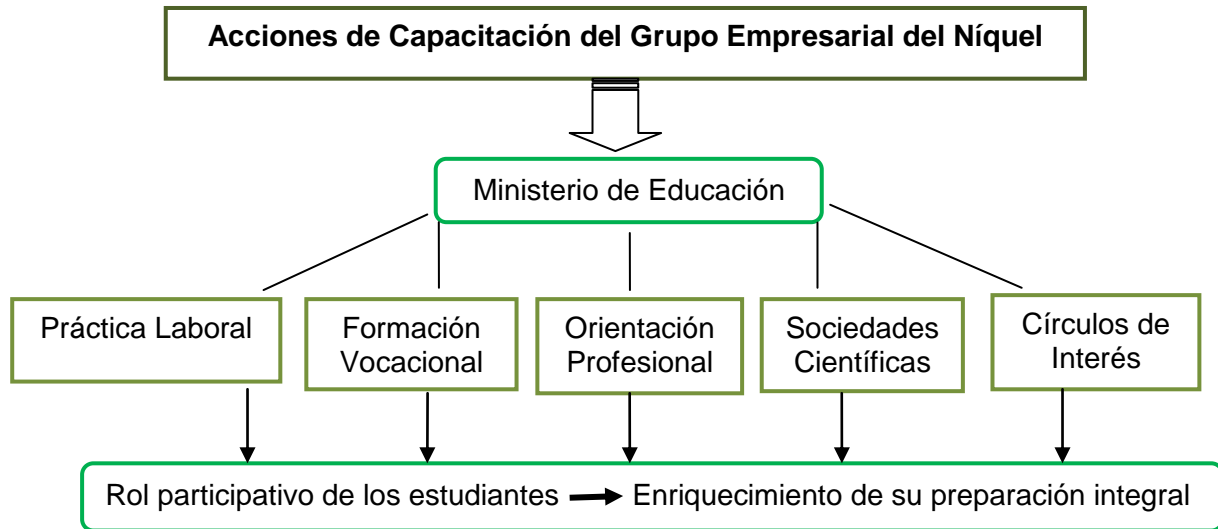 Acciones de Capacitación del Grupo Empresarial del Níquel
Ministerio de Educación
Práctica Laboral
Formación
Vocacional
Orientación
Profesional
Sociedades
Científicas
Círculos de
Interés
Rol participativo de los estudiantes → Enriquecimiento de su preparación integral